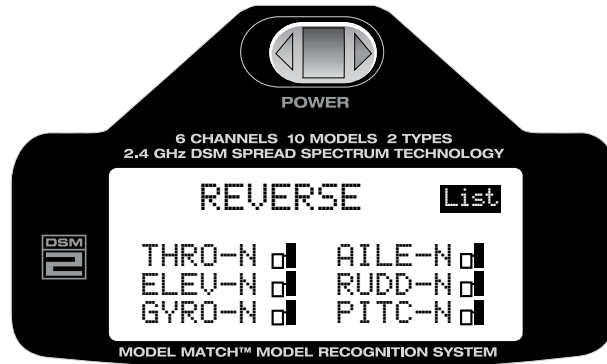 POWER
6 CHANNELS 10 MODELS 2 TYPES
2.4 GHz DSM SPREAD SPECTRUM TECHNOLOGY
REVERSE List
THRO-N AILE-N
ELEV-N RUDD-N
GYRO-N PITC-N
DSM
2
MODEL MATCH™ MODEL RECOGNITION SYSTEM